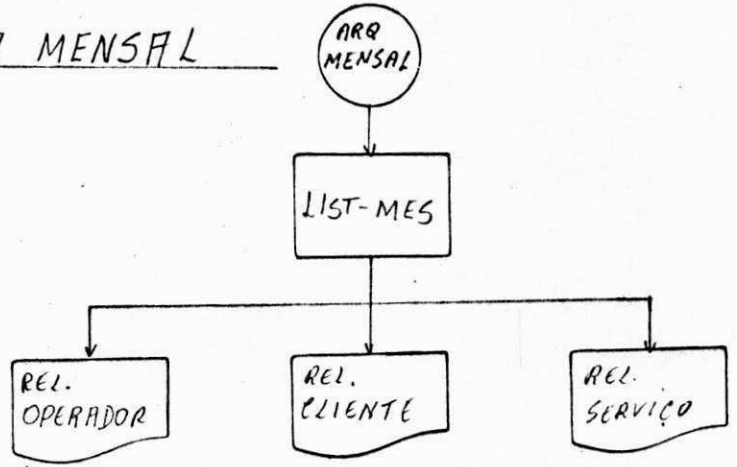 MENSAL
ARQ
MENSAL
LIST-MES
REL.
OPERADOR
REL.
CLIENTE
REL.
SERVIÇO